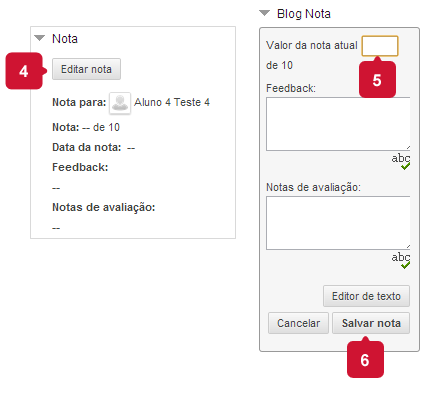 Nota
4
Editar nota
Nota para: Aluno 4 Teste 4
Nota: -- de 10
Data da nota: --
Feedback:
--
Notas de avaliação:
--
Blog Nota
Valor da nota atual
5
de 10
Feedback:
abc
Notas de avaliação:
abc
Editor de texto
Cancelar Salvar nota
6